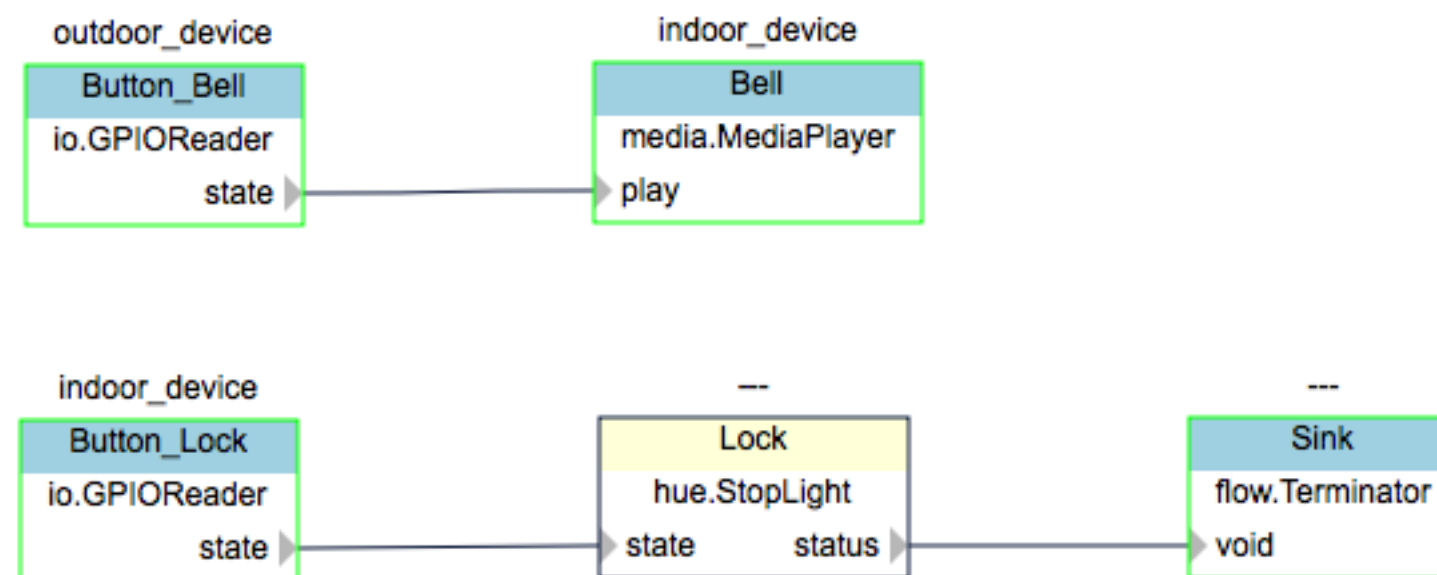 outdoor_device
indoor_device
Button_Bell
Bell
io.GPIOReader
media.MediaPlayer
state
play
indoor_device
---
---
Button_Lock
Lock
Sink
io.GPIOReader
hue.StopLight
flow.Terminator
state
state
status
void